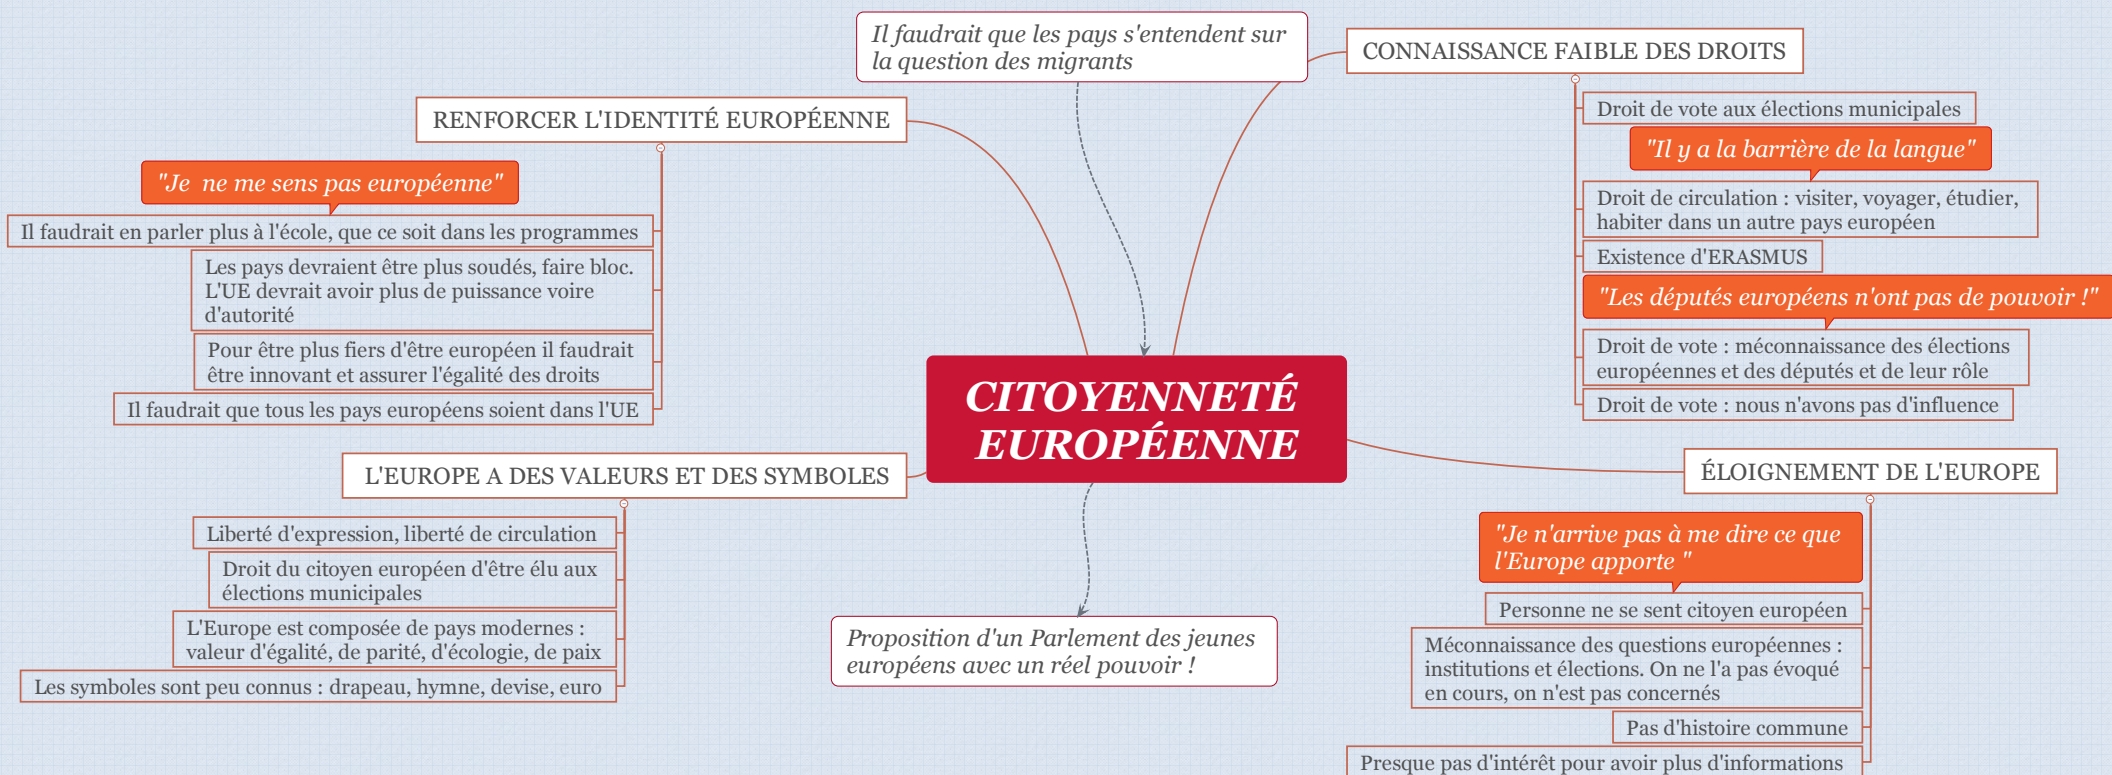 Il faudrait que les pays s'entendent sur
la question des migrants
CONNAISSANCE FAIBLE DES DROITS
Droit de vote aux élections municipales
"Il y a la barrière de la langue"
Droit de circulation : visiter, voyager, étudier,
habiter dans un autre pays européen
Existence d'ERASMUS
"Les députés européens n'ont pas de pouvoir !"
Droit de vote : méconnaissance des élections
européennes et des députés et de leur rôle
Droit de vote : nous n'avons pas d'influence
RENFORCER L'IDENTITÉ EUROPÉENNE
"Je ne me sens pas européenne"
Il faudrait en parler plus à l'école, que ce soit dans les programmes
Les pays devraient être plus soudés, faire bloc.
L'UE devrait avoir plus de puissance voire
d'autorité
Pour être plus fiers d'être européen il faudrait
être innovant et assurer l'égalité des droits
Il faudrait que tous les pays européens soient dans l'UE
CITOYENNETÉ
EUROPÉENNE
L'EUROPE A DES VALEURS ET DES SYMBOLES
Liberté d'expression, liberté de circulation
Droit du citoyen européen d'être élu aux
élections municipales
L'Europe est composée de pays modernes :
valeur d'égalité, de parité, d'écologie, de paix
Les symboles sont peu connus : drapeau, hymne, devise, euro
ÉLOIGNEMENT DE L'EUROPE
"Je n'arrive pas à me dire ce que
l'Europe apporte "
Personne ne se sent citoyen européen
Méconnaissance des questions européennes :
institutions et élections. On ne l'a pas évoqué
en cours, on n'est pas concernés
Pas d'histoire commune
Presque pas d'intérêt pour avoir plus d'informations
Proposition d'un Parlement des jeunes
européens avec un réel pouvoir !